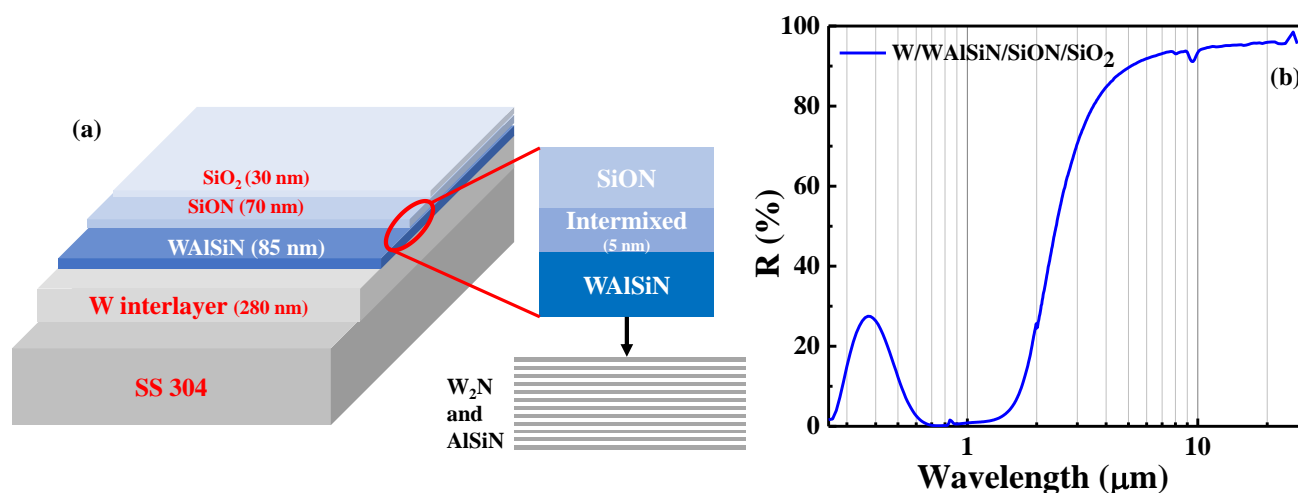 (a)
SiO₂ (30 nm)
SiON (70 nm)
WAlSiN (85 nm)
W interlayer (280 nm)
SS 304
SiON
Intermixed
(5 nm)
WAlSiN
W₂N
and
AlSiN
W/WAlSiN/SiON/SiO₂
(b)
R (%)
100
80
60
40
20
0
1
10
Wavelength (μm)